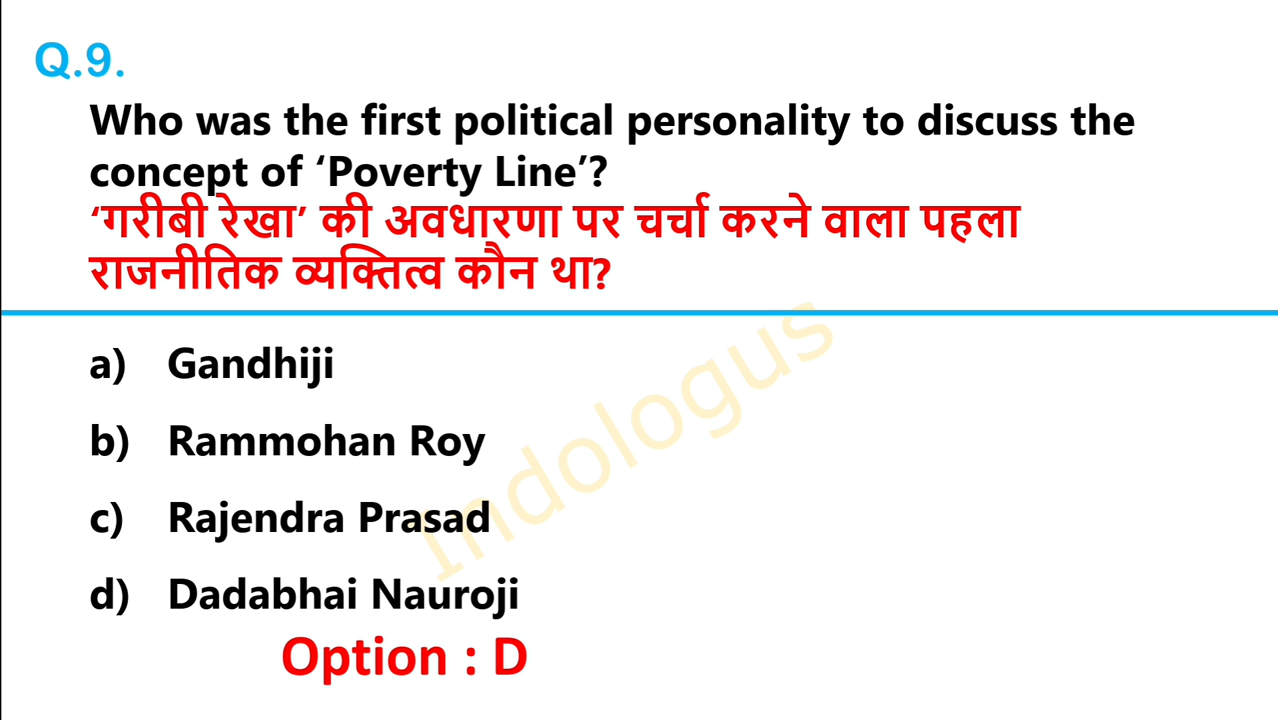 Q.9.
Who was the first political personality to discuss the
concept of ‘Poverty Line’?
‘गरीबी रेखा’ की अवधारणा पर चर्चा करने वाला पहला
राजनीतिक व्यक्तित्व कौन था?
a) Gandhiji
b) Rammohan Roy
c) Rajendra Prasad
d) Dadabhai Nauroji
Option : D
Indologus